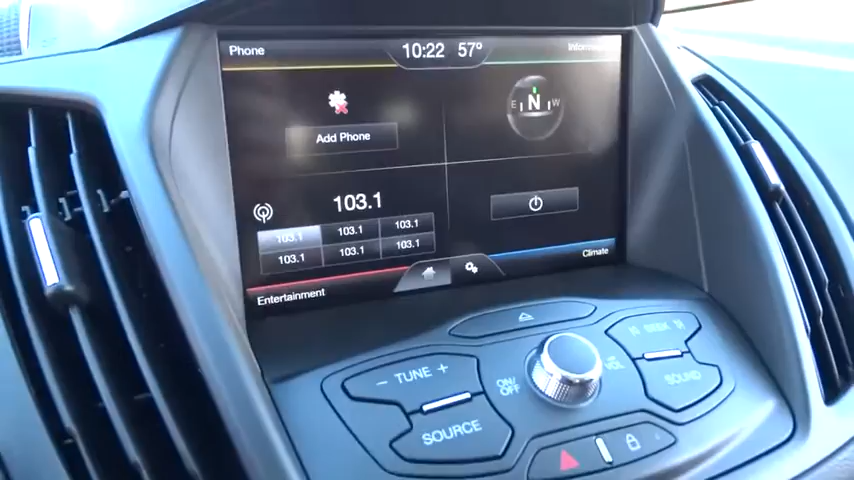 Phone 10:22 57°
E N W
Add Phone
103.1
103.1 103.1 103.1
103.1 103.1 103.1
Climate
Entertainment
− TUNE +
SOURCE
ON/OFF
VOL
SEEK
SOUND